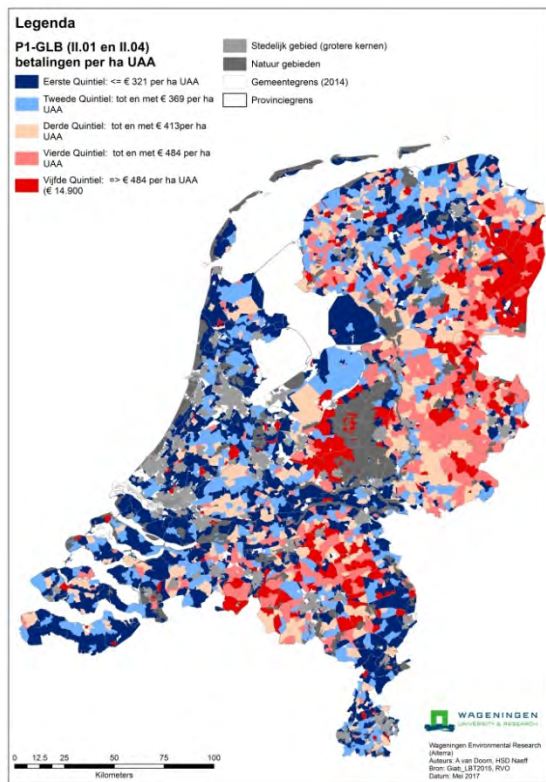 Legenda
P1-GLB (II.01 en II.04)
betalingen per ha UAA
Eerste Quintiel: <= € 321 per ha UAA
Tweede Quintiel: tot en met € 369 per ha
UAA
Derde Quintiel: tot en met € 413per ha
UAA
Vierde Quintiel: tot en met € 484 per ha
UAA
Vijfde Quintiel: => € 484 per ha UAA
(€ 14.900
Stedelijk gebied (grotere kernen)
Natuur gebieden
Gemeentegrens (2014)
Provinciegrens
0 12.5 25 50 75 100
Kilometers
WAGENINGEN
UNIVERSITY & RESEARCH
Wageningen Environmental Research
(Alterra)
Auteurs: A van Doorn, HSD Naeff
Bron: Giab_LBT2015, RVO
Datum: Mei 2017